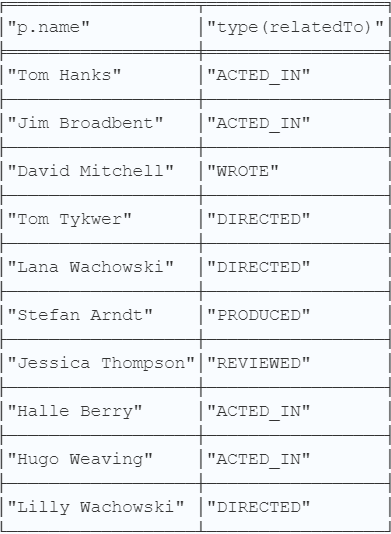 "p.name" "type(relatedTo)"
"Tom Hanks" "ACTED_IN"
"Jim Broadbent" "ACTED_IN"
"David Mitchell" "WROTE"
"Tom Tykwer" "DIRECTED"
"Lana Wachowski" "DIRECTED"
"Stefan Arndt" "PRODUCED"
"Jessica Thompson" "REVIEWED"
"Halle Berry" "ACTED_IN"
"Hugo Weaving" "ACTED_IN"
"Lilly Wachowski" "DIRECTED"